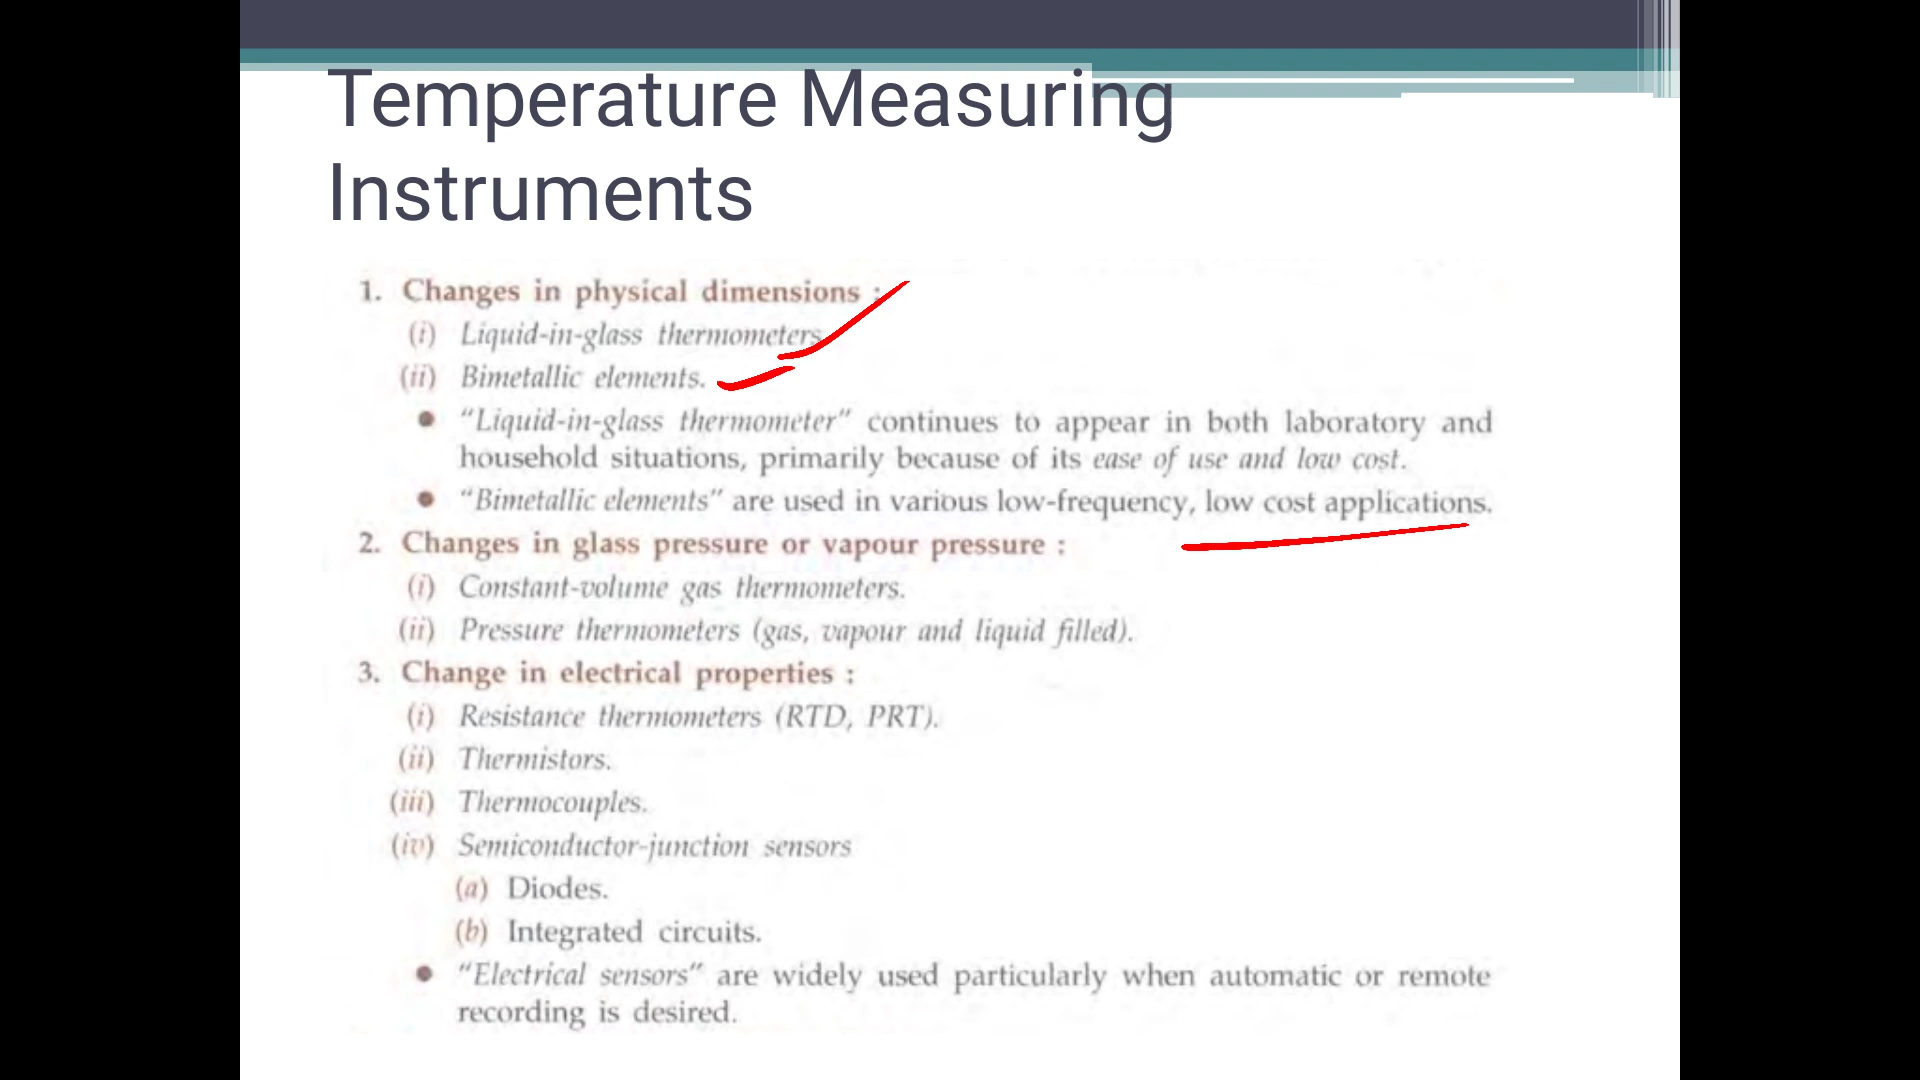 Temperature Measuring
Instruments
1. Changes in physical dimensions :
(i) Liquid-in-glass thermometers
(ii) Bimetallic elements.
● “Liquid-in-glass thermometer” continues to appear in both laboratory and
household situations, primarily because of its ease of use and low cost.
● “Bimetallic elements” are used in various low-frequency, low cost applications.
2. Changes in glass pressure or vapour pressure :
(i) Constant-volume gas thermometers.
(ii) Pressure thermometers (gas, vapour and liquid filled).
3. Change in electrical properties :
(i) Resistance thermometers (RTD, PRT).
(ii) Thermistors.
(iii) Thermocouples.
(iv) Semiconductor-junction sensors
(a) Diodes.
(b) Integrated circuits.
● “Electrical sensors” are widely used particularly when automatic or remote
recording is desired.